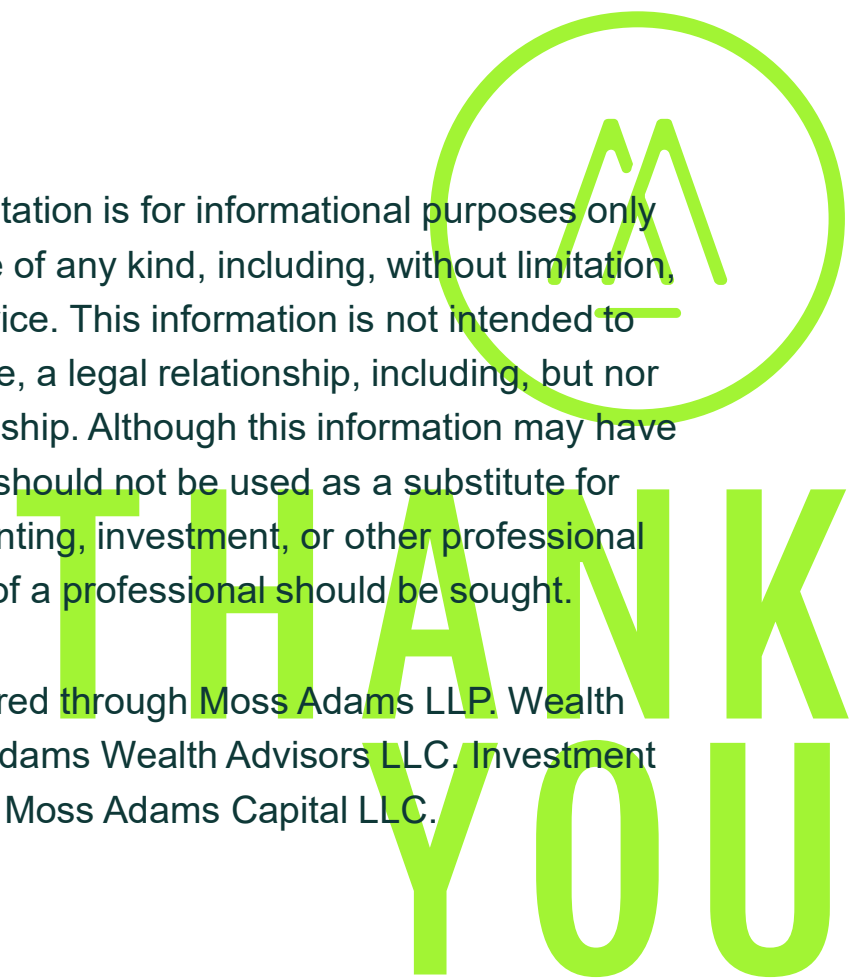 tation is for informational purposes only
of any kind, including, without limitation,
ice. This information is not intended to
e, a legal relationship, including, but nor
ship. Although this information may have
should not be used as a substitute for
nting, investment, or other professional
of a professional should be sought.
red through Moss Adams LLP. Wealth
dams Wealth Advisors LLC. Investment
Moss Adams Capital LLC.
THANK
YOU